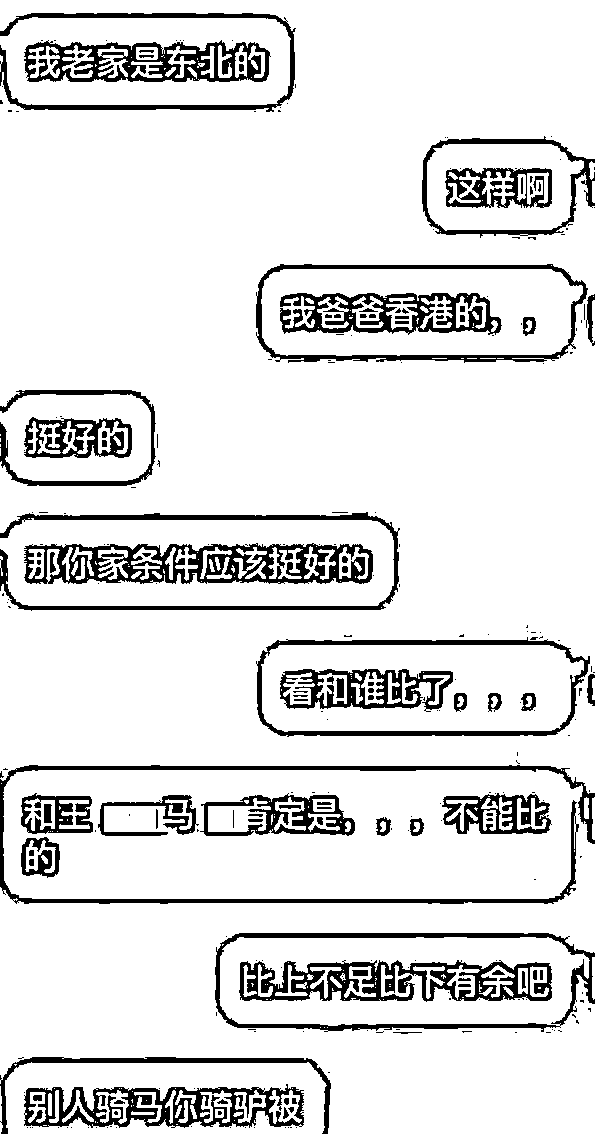 我老家是东北的
这样啊
我爸爸香港的，，
挺好的
那你家条件应该挺好的
看和谁比了，，，
和王 马 肯定是，，，不能比
的
比上不足比下有余吧
别人骑马你骑驴被